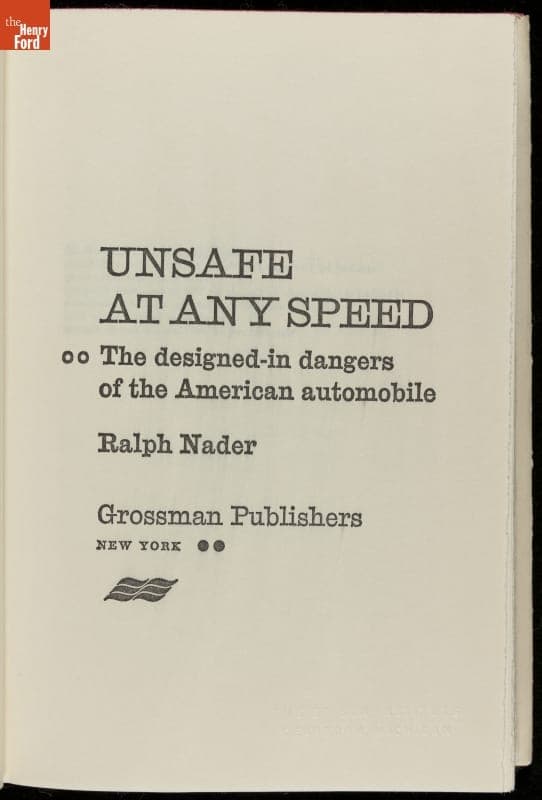 the
Henry
Ford
UNSAFE
AT ANY SPEED
The designed-in dangers
of the American automobile
Ralph Nader
Grossman Publishers
NEW YORK